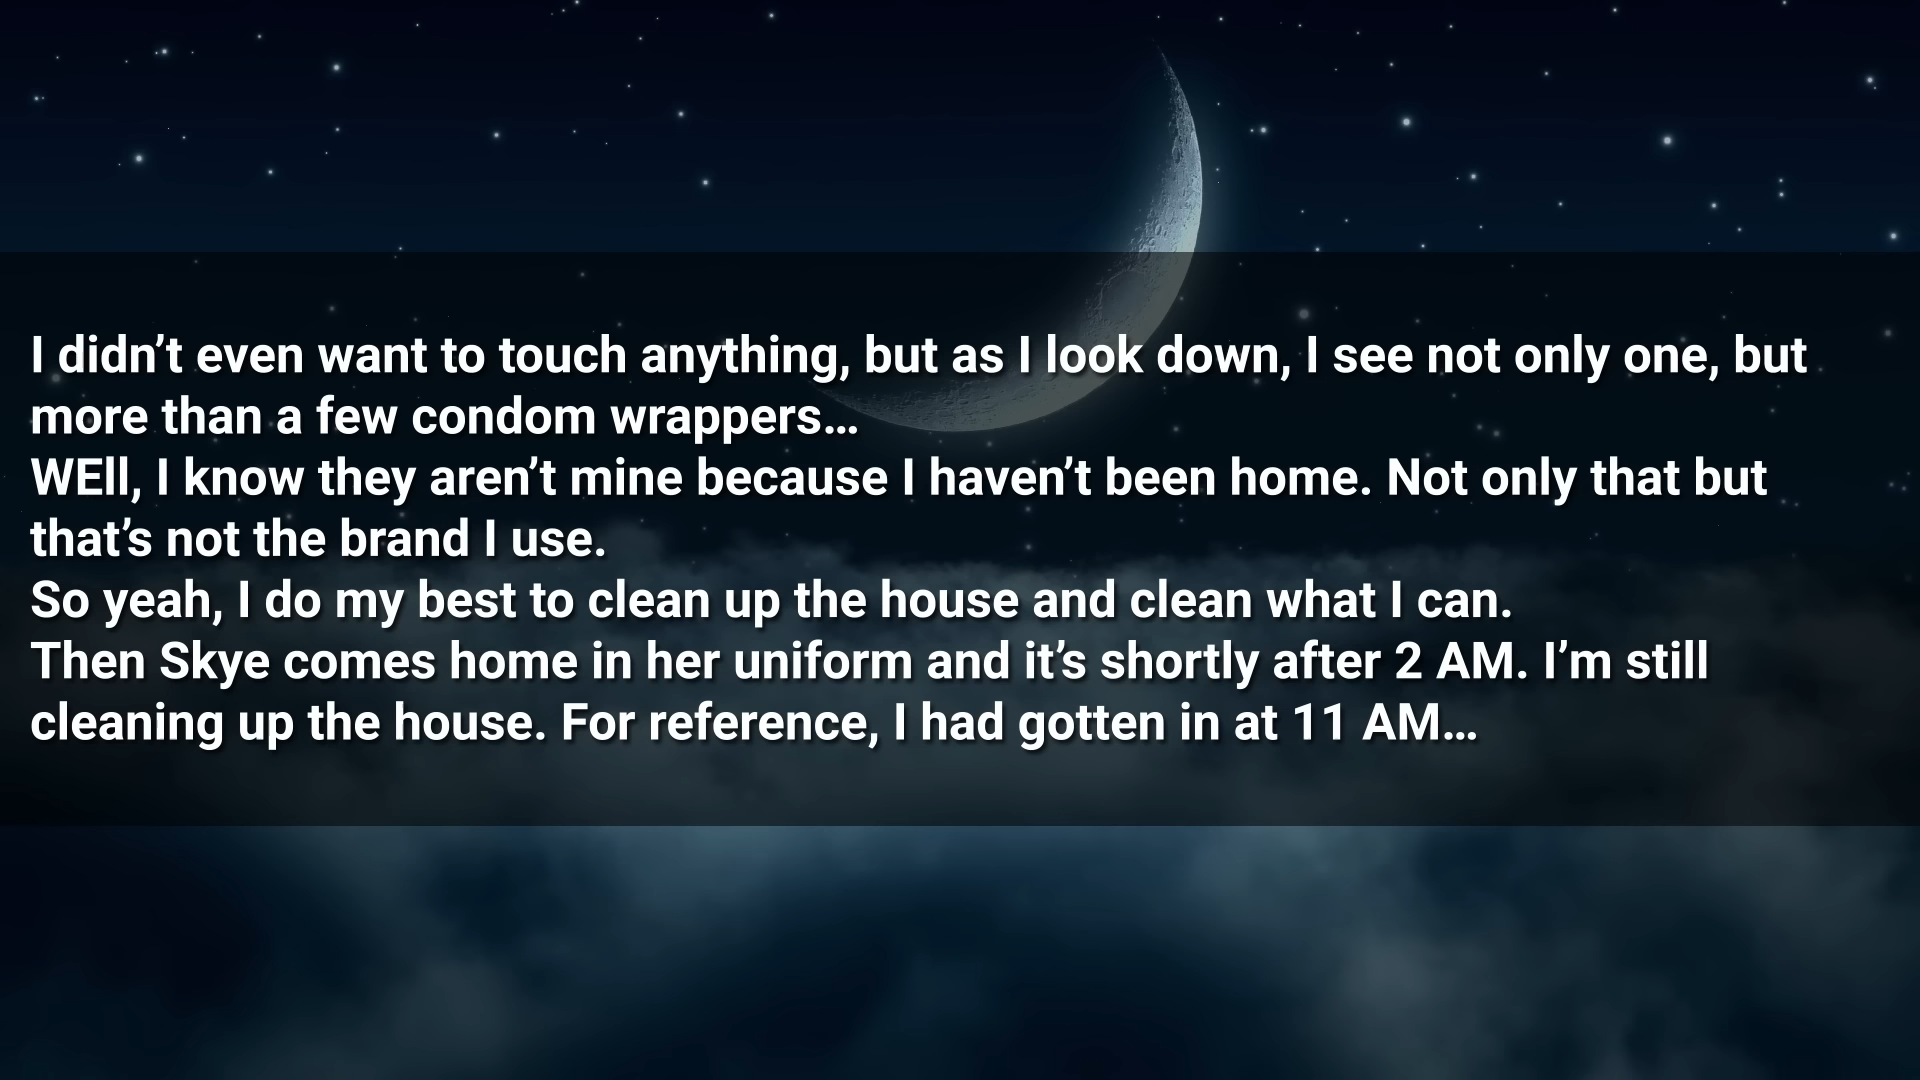 I didn’t even want to touch anything, but as I look down, I see not only one, but
more than a few condom wrappers…
WEll, I know they aren’t mine because I haven’t been home. Not only that but
that’s not the brand I use.
So yeah, I do my best to clean up the house and clean what I can.
Then Skye comes home in her uniform and it’s shortly after 2 AM. I’m still
cleaning up the house. For reference, I had gotten in at 11 AM…